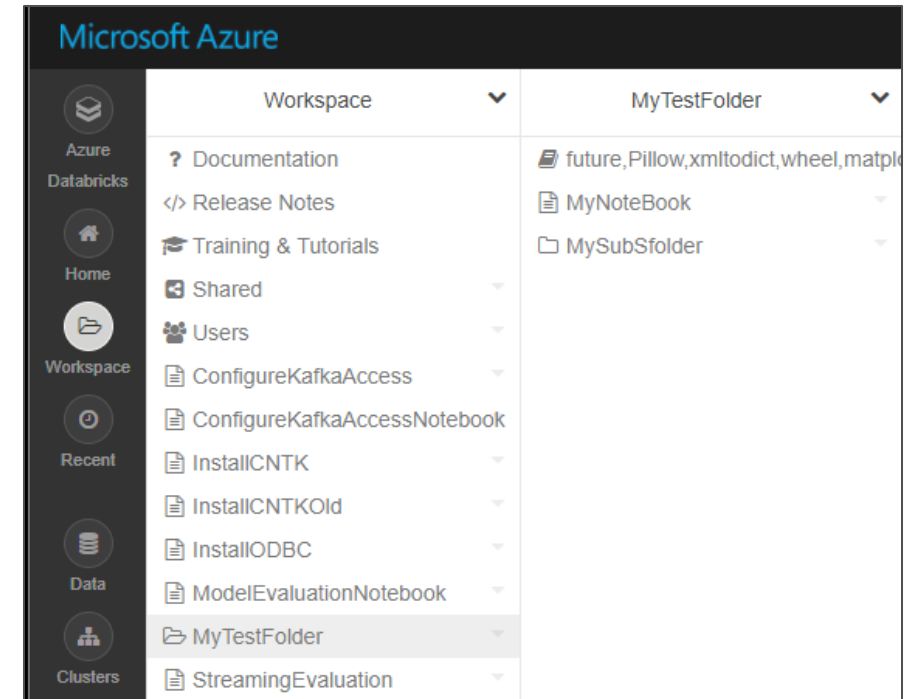 Microsoft Azure
Azure
Databricks
Home
Workspace
Recent
Data
Clusters
Workspace
? Documentation
</> Release Notes
Training & Tutorials
Shared
Users
ConfigureKafkaAccess
ConfigureKafkaAccessNotebook
InstallCNTK
InstallCNTKOld
InstallODBC
ModelEvaluationNotebook
MyTestFolder
StreamingEvaluation
MyTestFolder
future,Pillow,xmltodict,wheel,matplo
MyNoteBook
MySubSfolder